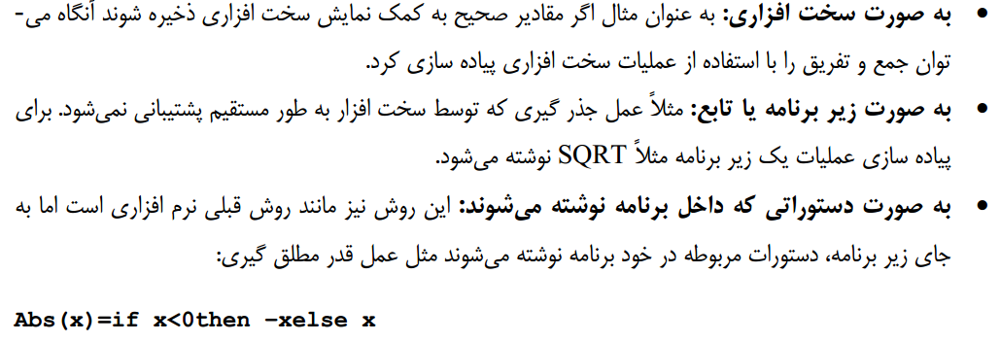 • به صورت سخت افزاری: به عنوان مثال اگر مقادیر صحیح به کمک نمایش سخت افزاری ذخیره شوند آنگاه می-
توان جمع و تفریق را با استفاده از عملیات سخت افزاری پیاده سازی کرد.
• به صورت زیر برنامه یا تابع: مثلاً عمل جذر گیری که توسط سخت افزار به طور مستقیم پشتیبانی نمی‌شود. برای
پیاده سازی عملیات یک زیر برنامه مثلاً SQRT نوشته می‌شود.
• به صورت دستوراتی که داخل برنامه نوشته می‌شوند: این روش نیز مانند روش قبلی نرم افزاری است اما به
جای زیر برنامه، دستورات مربوطه در خود برنامه نوشته می‌شوند مثل عمل قدر مطلق گیری:
Abs(x)=if x<0then –xelse x